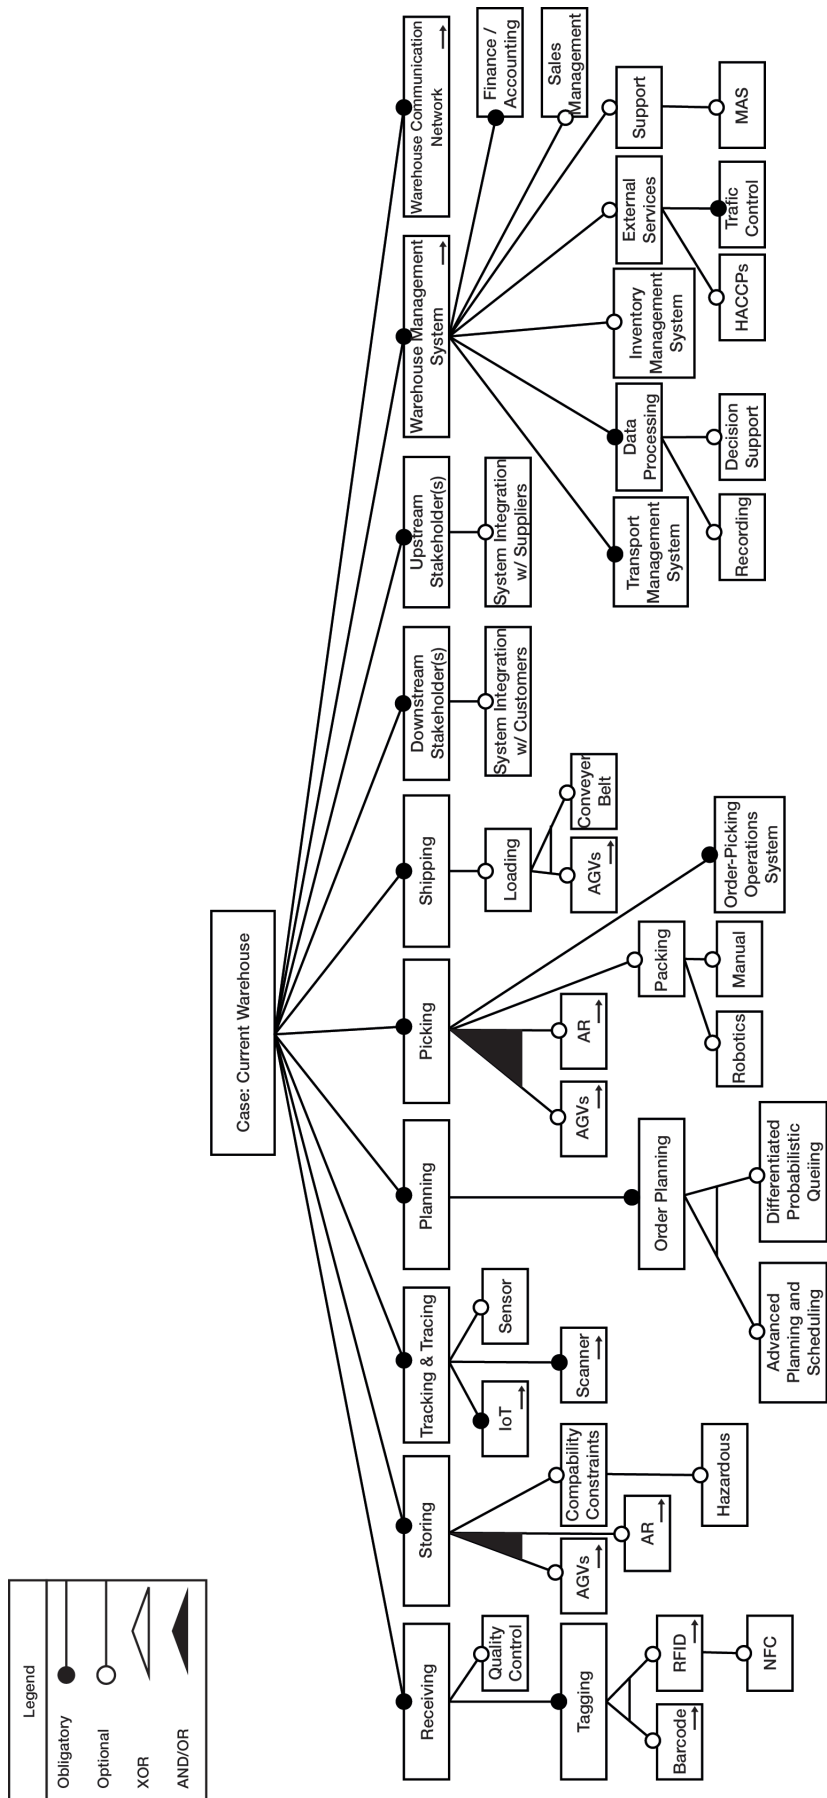 Legend
Obligatory
Optional
XOR
AND/OR
Case: Current Warehouse
Receiving
Quality
Control
Tagging
Barcode
RFID
NFC
Storing
AGVs
AR
Compability
Constraints
Hazardous
Tracking & Tracing
IoT
Scanner
Sensor
Planning
Order Planning
Advanced
Planning and
Scheduling
Differentiated
Probabilistic
Queiing
Picking
AGVs
AR
Packing
Robotics
Manual
Order-Picking
Operations
System
Shipping
Loading
AGVs
Conveyer
Belt
Downstream
Stakeholder(s)
System Integration
w/ Customers
Upstream
Stakeholder(s)
System Integration
w/ Suppliers
Warehouse Management
System
Transport
Management
System
Data
Processing
Recording
Decision
Support
Inventory
Management
System
External
Services
HACCPs
Trafic
Control
Support
MAS
Sales
Management
Finance /
Accounting
Warehouse Communication
Network